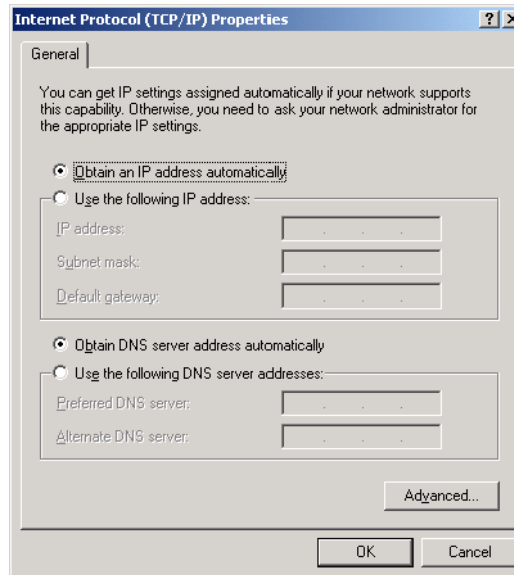 Internet Protocol (TCP/IP) Properties
General
You can get IP settings assigned automatically if your network supports
this capability. Otherwise, you need to ask your network administrator for
the appropriate IP settings.
Obtain an IP address automatically
Use the following IP address:
IP address:
Subnet mask:
Default gateway:
Obtain DNS server address automatically
Use the following DNS server addresses:
Preferred DNS server:
Alternate DNS server:
Advanced...
OK
Cancel